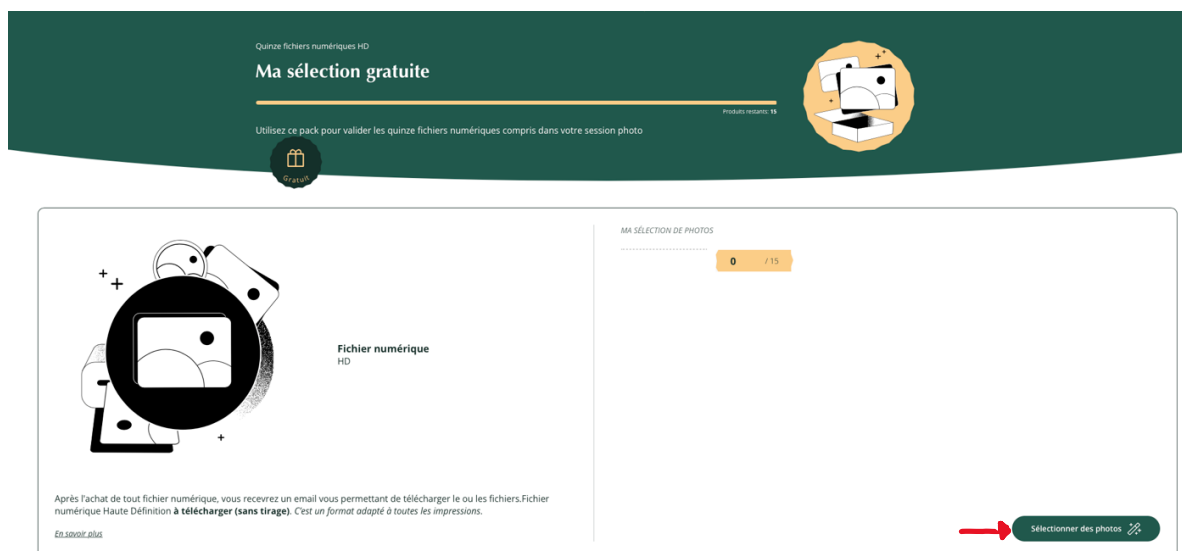 Quinze fichiers numériques HD
Ma sélection gratuite
Produits restants: 15
Utilisez ce pack pour valider les quinze fichiers numériques compris dans votre session photo
Gratuit
MA SÉLECTION DE PHOTOS
0 / 15
Fichier numérique
HD
Après l'achat de tout fichier numérique, vous recevrez un email vous permettant de télécharger le ou les fichiers.Fichier
numérique Haute Définition à télécharger (sans tirage). C'est un format adapté à toutes les impressions.
En savoir plus
Sélectionner des photos